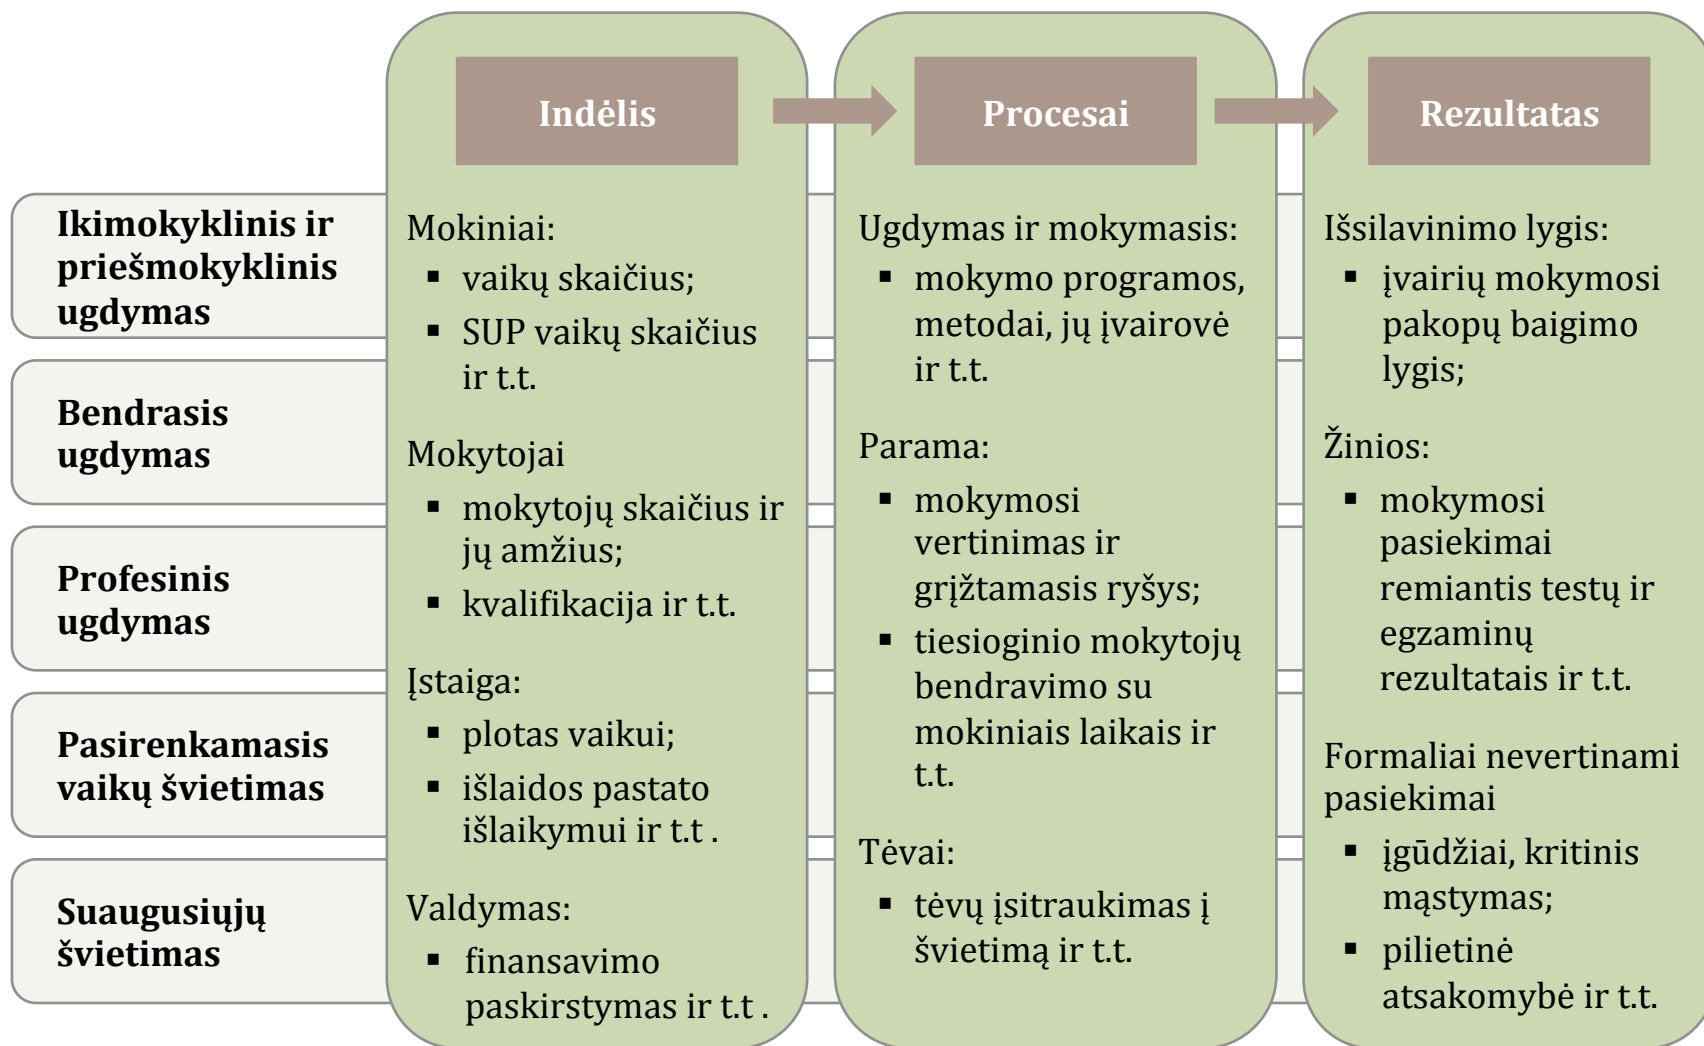 Indėlis
Procesai
Rezultatas
Ikimokyklinis ir
priešmokyklinis
ugdymas
Bendrasis
ugdymas
Profesinis
ugdymas
Pasirenkamasis
vaikų švietimas
Suaugusiųjų
švietimas
Mokiniai:
▪ vaikų skaičius;
▪ SUP vaikų skaičius
ir t.t.
Mokytojai
▪ mokytojų skaičius ir
jų amžius;
▪ kvalifikacija ir t.t.
Įstaiga:
▪ plotas vaikui;
▪ išlaidos pastato
išlaikymui ir t.t .
Valdymas:
▪ finansavimo
paskirstymas ir t.t .
Ugdymas ir mokymasis:
▪ mokymo programos,
metodai, jų įvairovė
ir t.t.
Parama:
▪ mokymosi
vertinimas ir
grįžtamasis ryšys;
▪ tiesioginio mokytojų
bendravimo su
mokiniais laikais ir
t.t.
Tėvai:
▪ tėvų įsitraukimas į
švietimą ir t.t.
Išsilavinimo lygis:
▪ įvairių mokymosi
pakopų baigimo
lygis;
Žinios:
▪ mokymosi
pasiekimai
remiantis testų ir
egzaminų
rezultatais ir t.t.
Formaliai nevertinami
pasiekimai
▪ įgūdžiai, kritinis
mąstymas;
▪ pilietinė
atsakomybė ir t.t.